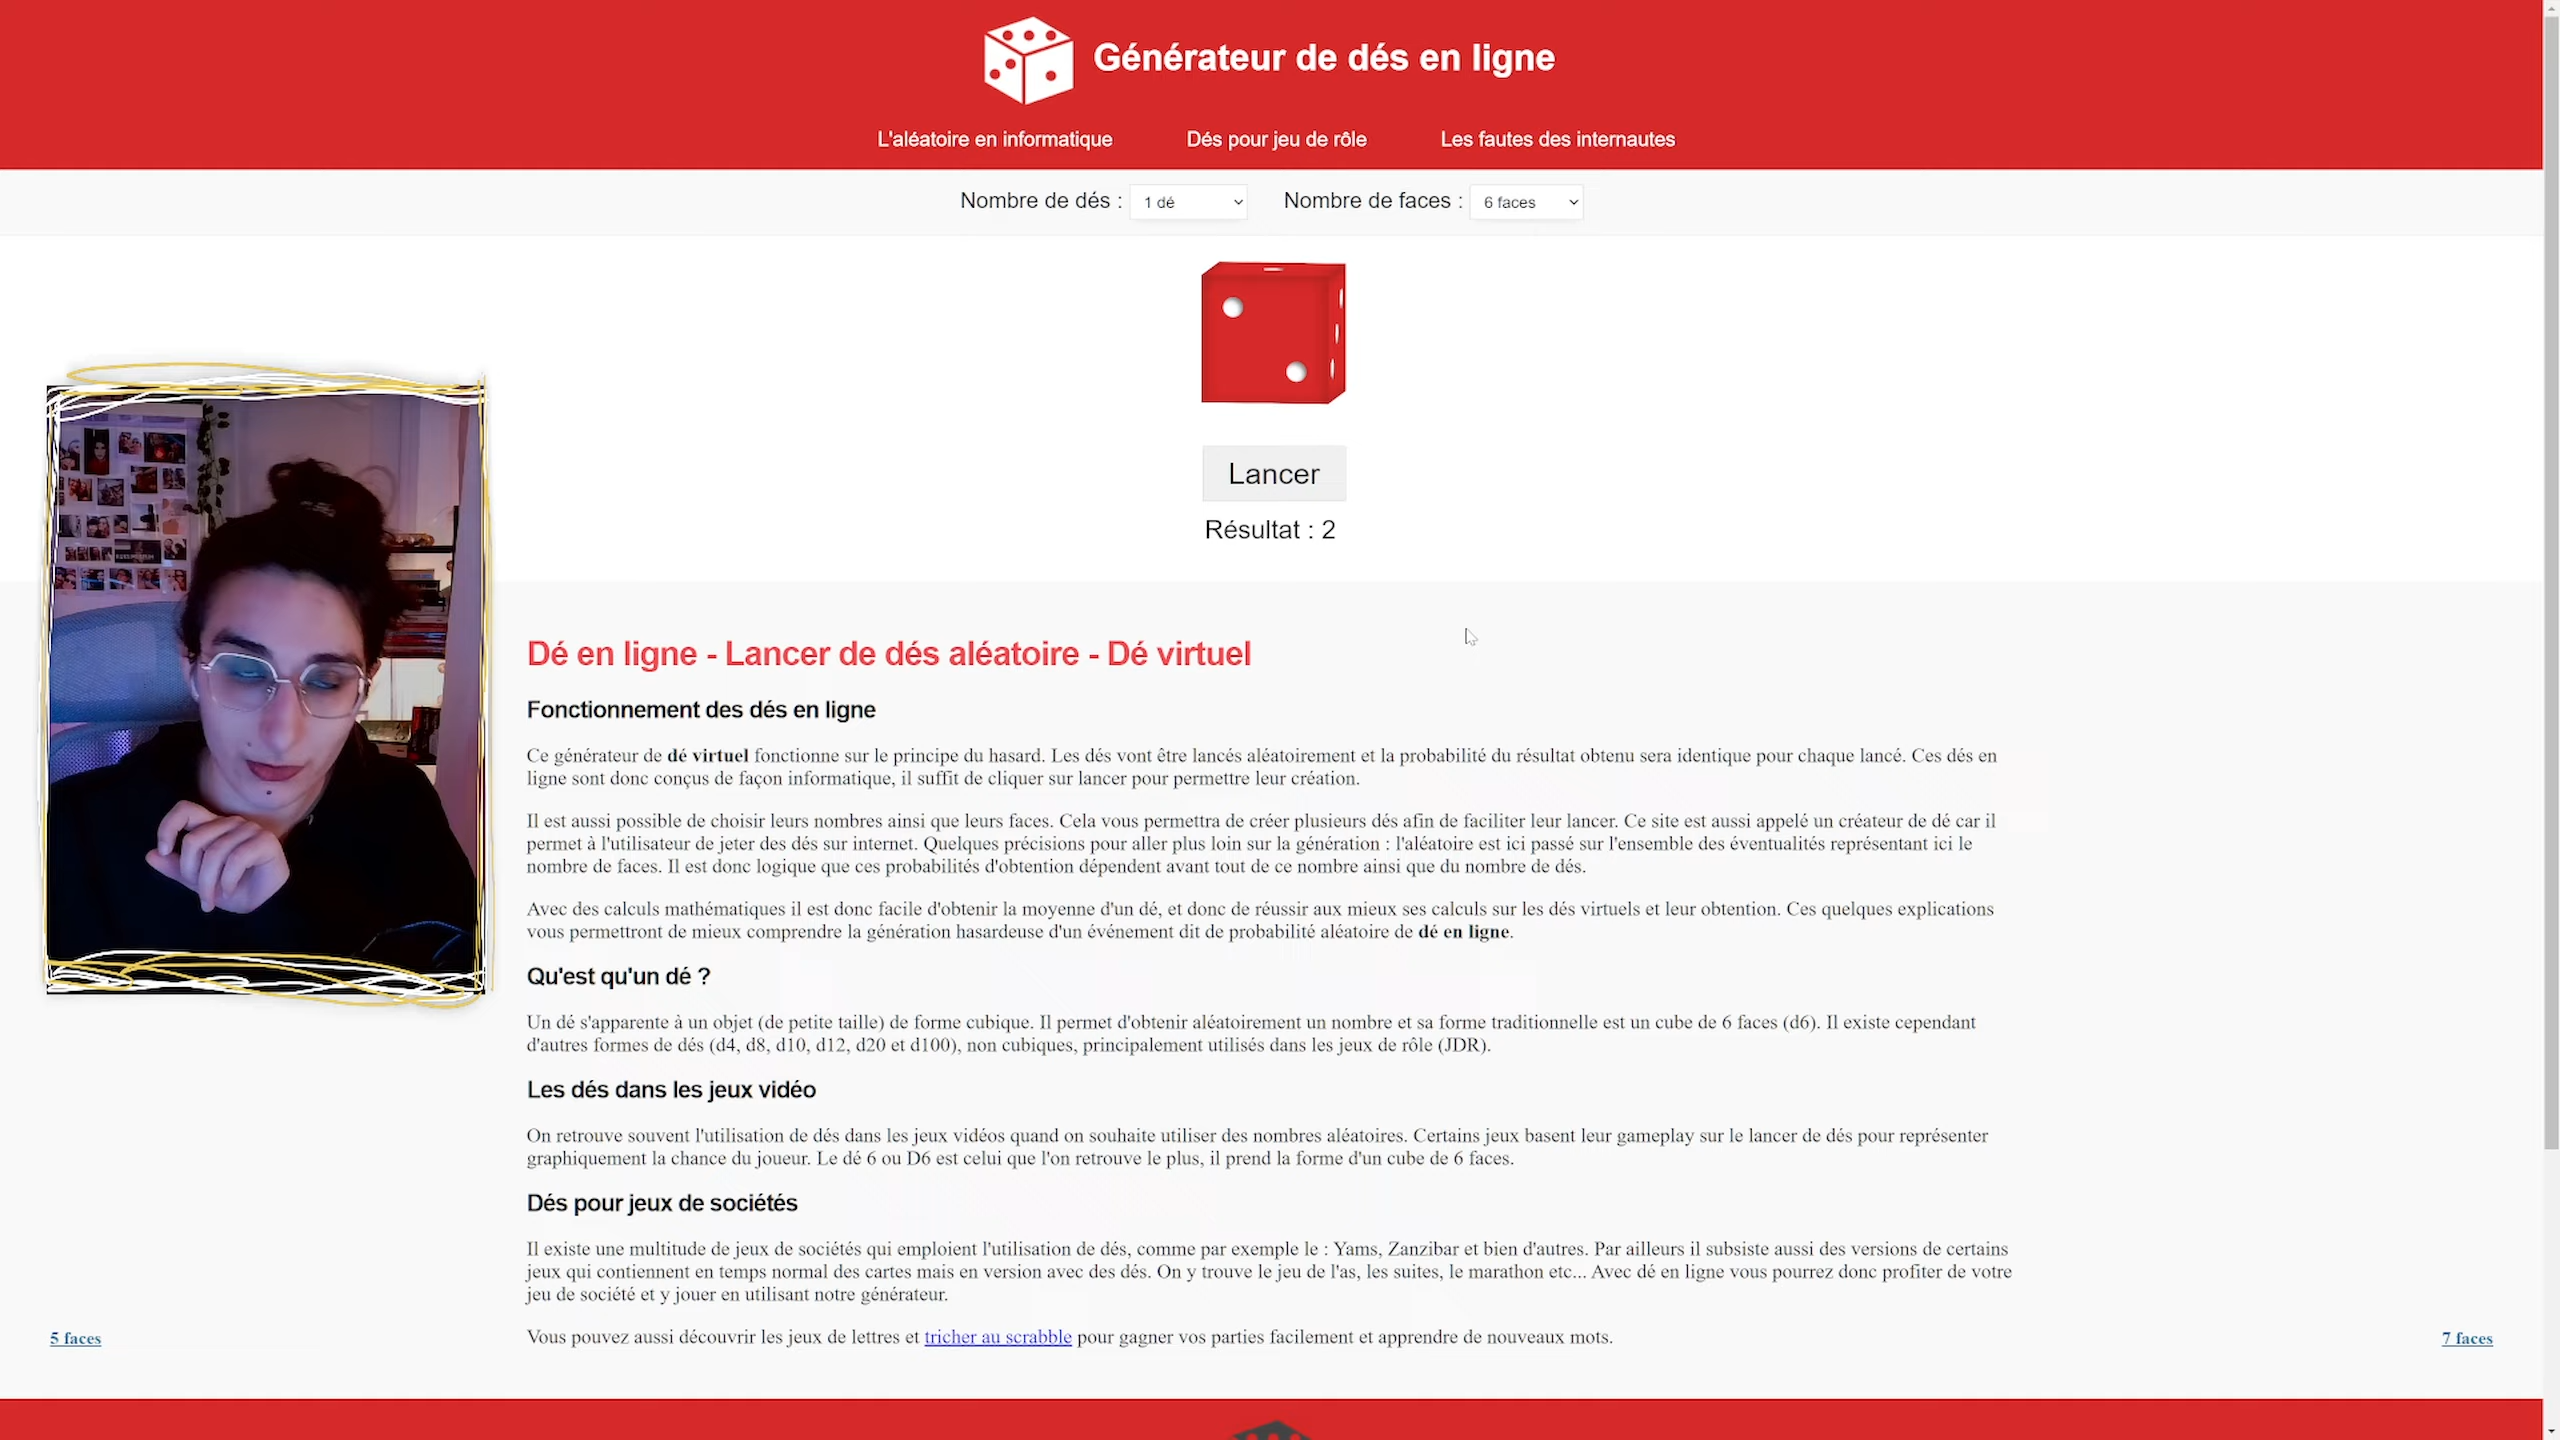 Générateur de dés en ligne
L'aléatoire en informatique Dés pour jeu de rôle Les fautes des internautes
Nombre de dés : 1 dé Nombre de faces : 6 faces
Lancer
Résultat : 2
Dé en ligne - Lancer de dés aléatoire - Dé virtuel
Fonctionnement des dés en ligne
Ce générateur de dé virtuel fonctionne sur le principe du hasard. Les dés vont être lancés aléatoirement et la probabilité du résultat obtenu sera identique pour chaque lancé. Ces dés en
ligne sont donc conçus de façon informatique, il suffit de cliquer sur lancer pour permettre leur création.
Il est aussi possible de choisir leurs nombres ainsi que leurs faces. Cela vous permettra de créer plusieurs dés afin de faciliter leur lancer. Ce site est aussi appelé un créateur de dé car il
permet à l'utilisateur de jeter des dés sur internet. Quelques précisions pour aller plus loin sur la génération : l'aléatoire est ici passé sur l'ensemble des éventualités représentant ici le
nombre de faces. Il est donc logique que ces probabilités d'obtention dépendent avant tout de ce nombre ainsi que du nombre de dés.
Avec des calculs mathématiques il est donc facile d'obtenir la moyenne d'un dé, et donc de réussir aux mieux ses calculs sur les dés virtuels et leur obtention. Ces quelques explications
vous permettront de mieux comprendre la génération hasardeuse d'un événement dit de probabilité aléatoire de dé en ligne.
Qu'est qu'un dé ?
Un dé s'apparente à un objet (de petite taille) de forme cubique. Il permet d'obtenir aléatoirement un nombre et sa forme traditionnelle est un cube de 6 faces (d6). Il existe cependant
d'autres formes de dés (d4, d8, d10, d12, d20 et d100), non cubiques, principalement utilisés dans les jeux de rôle (JDR).
Les dés dans les jeux vidéo
On retrouve souvent l'utilisation de dés dans les jeux vidéos quand on souhaite utiliser des nombres aléatoires. Certains jeux basent leur gameplay sur le lancer de dés pour représenter
graphiquement la chance du joueur. Le dé 6 ou D6 est celui que l'on retrouve le plus, il prend la forme d'un cube de 6 faces.
Dés pour jeux de sociétés
Il existe une multitude de jeux de sociétés qui emploient l'utilisation de dés, comme par exemple le : Yams, Zanzibar et bien d'autres. Par ailleurs il subsiste aussi des versions de certains
jeux qui contiennent en temps normal des cartes mais en version avec des dés. On y trouve le jeu de l'as, les suites, le marathon etc... Avec dé en ligne vous pourrez donc profiter de votre
jeu de société et y jouer en utilisant notre générateur.
5 faces Vous pouvez aussi découvrir les jeux de lettres et tricher au scrabble pour gagner vos parties facilement et apprendre de nouveaux mots. 7 faces